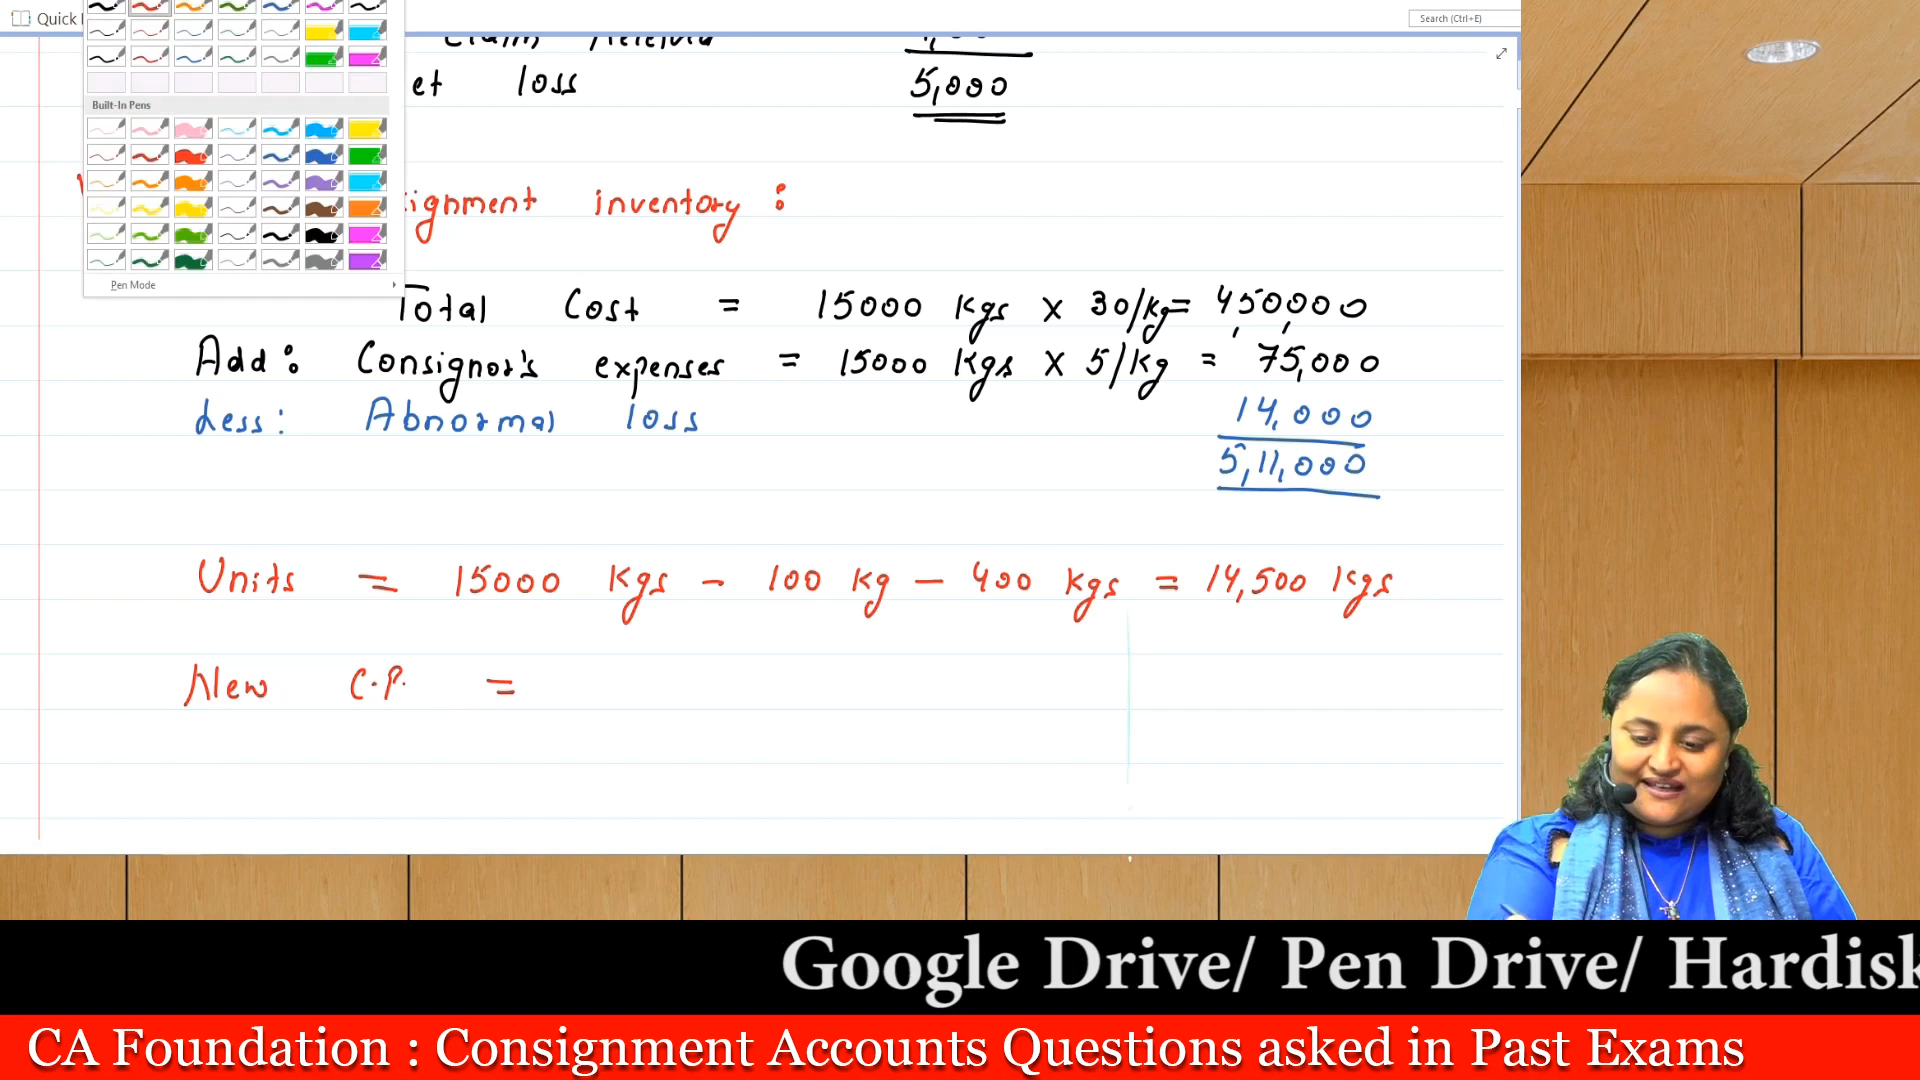 Quick
Search (Ctrl+E)
Claim
et loss 5,000
Built-In Pens
ignment inventory :
Pen Mode
Total Cost = 15000 kgs x 30/kg = 450000
Add: Consignor's expenses = 15000 kgs x 5/kg = 75,000
Less: Abnormal loss 14,000
5,11,000
Units = 15000 kgs - 100 kg - 400 kgs = 14,500 kgs
New C.P. =
Google Drive/ Pen Drive/ Hardisk
CA Foundation : Consignment Accounts Questions asked in Past Exams